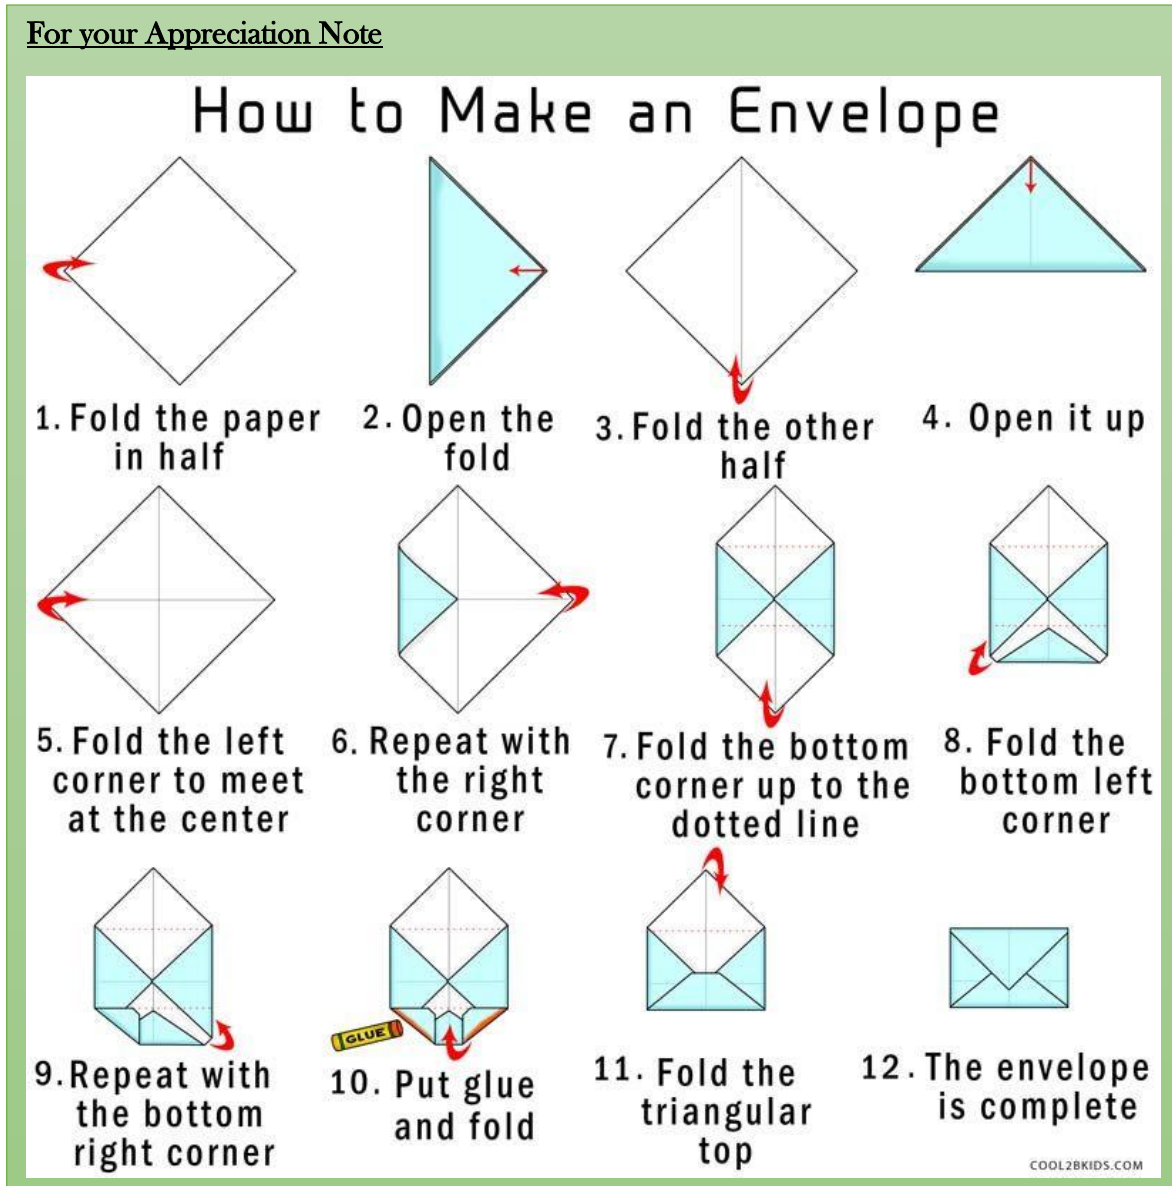 For your Appreciation Note
How to Make an Envelope
1. Fold the paper
in half
2. Open the
fold
3. Fold the other
half
4. Open it up
5. Fold the left
corner to meet
at the center
6. Repeat with
the right
corner
7. Fold the bottom
corner up to the
dotted line
8. Fold the
bottom left
corner
9. Repeat with
the bottom
right corner
GLUE
10. Put glue
and fold
11. Fold the
triangular
top
12. The envelope
is complete
COOL2BKIDS.COM